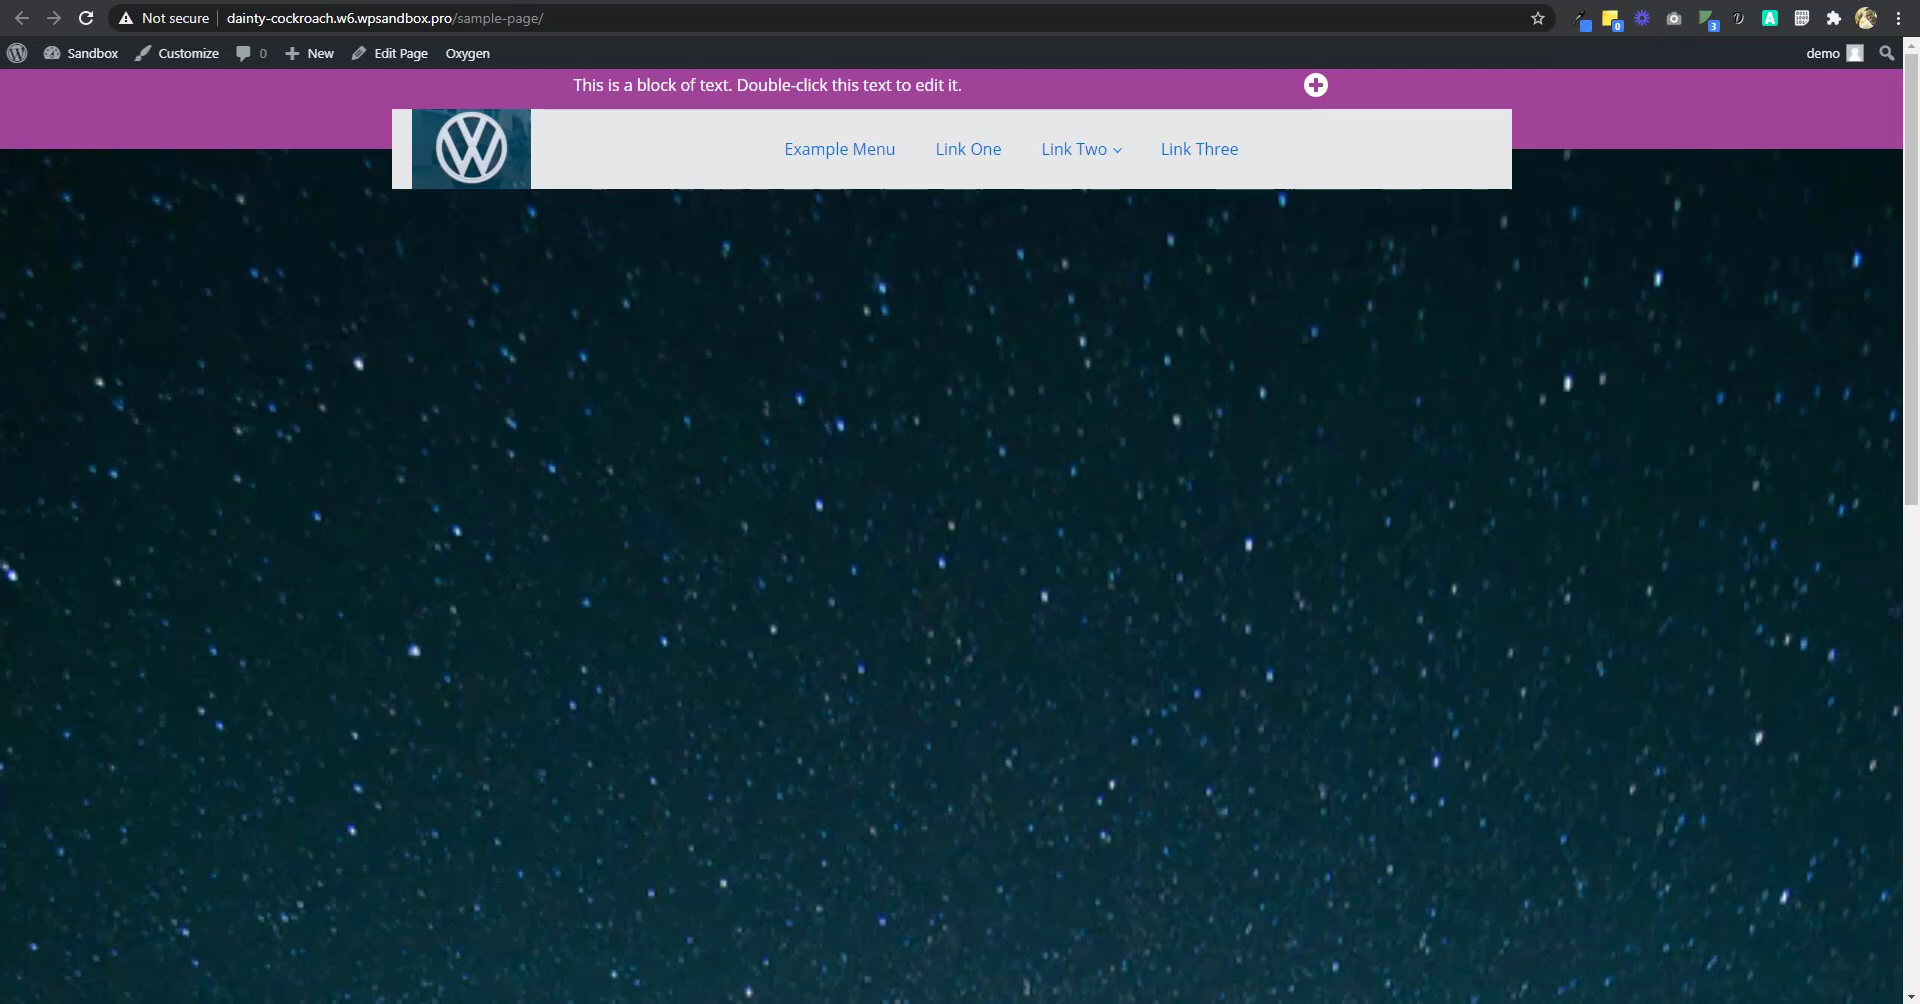 Not secure dainty-cockroach.w6.wpsandbox.pro/sample-page/
Sandbox Customize 0 New Edit Page Oxygen demo
This is a block of text. Double-click this text to edit it.
Example Menu Link One Link Two Link Three